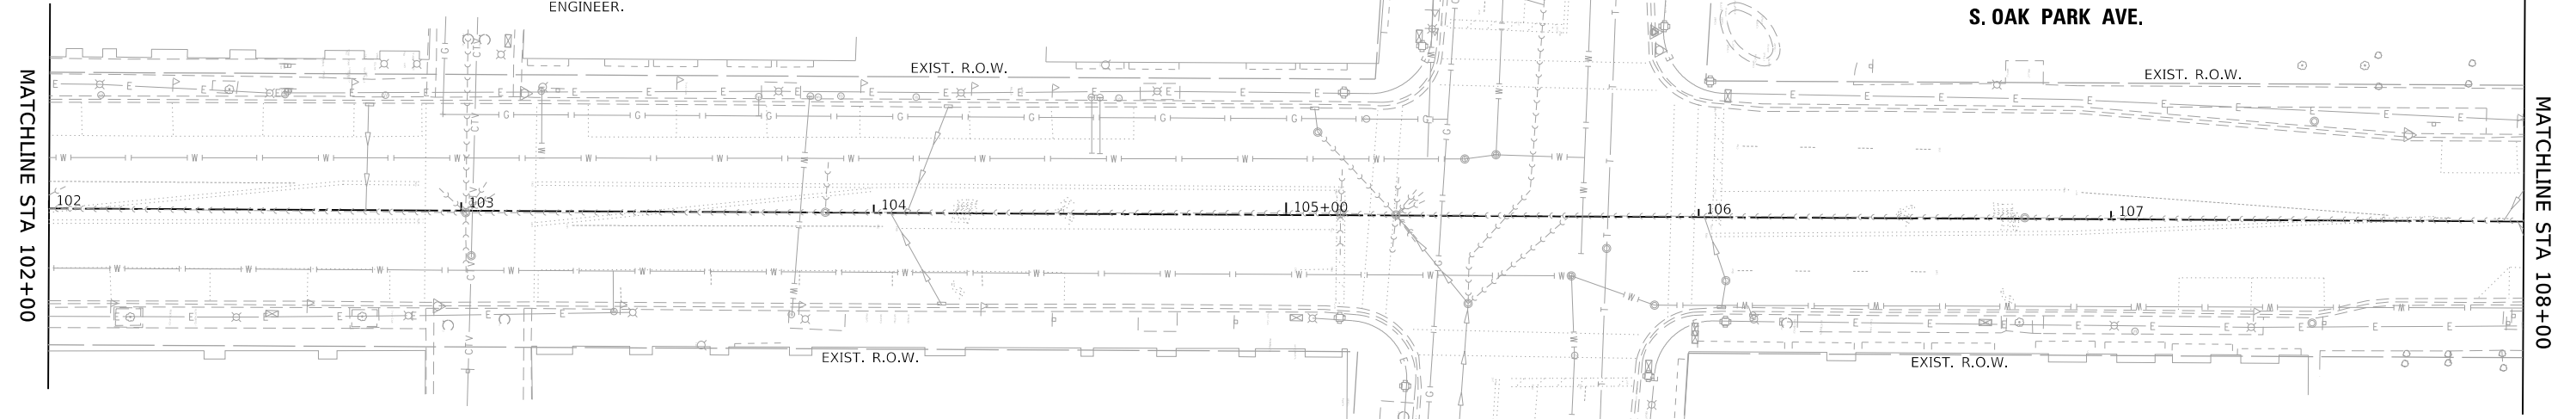 ENGINEER.
S. OAK PARK AVE.
EXIST. R.O.W.
EXIST. R.O.W.
MATCHLINE STA 102+00
MATCHLINE STA 108+00
102
103
104
105+00
106
107
EXIST. R.O.W.
EXIST. R.O.W.